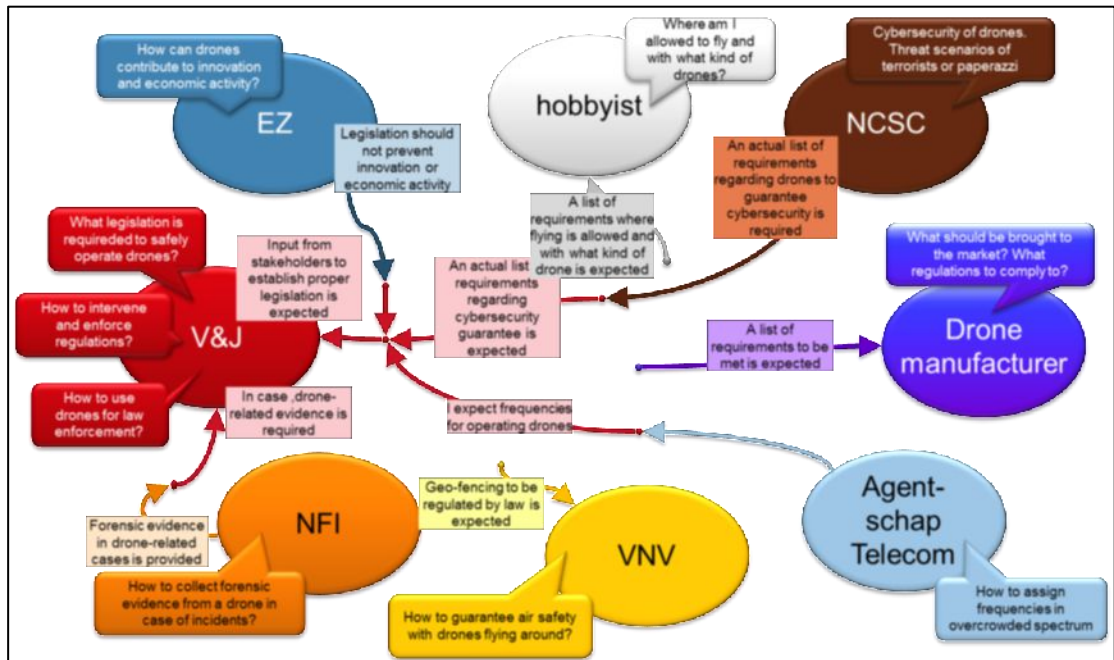 How can drones
contribute to innovation
and economic activity?
EZ
Legislation should
not prevent
innovation or
economic activity
Where am I
allowed to fly and
with what kind of
drones?
hobbyist
A list of
requirements where
flying is allowed and
with what kind of
drone is expected
Cybersecurity of drones.
Threat scenarios of
terrorists or paperazzi
NCSC
An actual list of
requirements
regarding drones to
guarantee
cybersecurity is
required
What legislation is
requireded to safely
operate drones?
How to intervene
and enforce
regulations?
V&J
How to use
drones for law
enforcement?
Input from
stakeholders to
establish proper
legislation is
expected
An actual list of
requirements
regarding
cybersecurity
guarantee is
expected
What should be brought to
the market? What
regulations to comply to?
Drone
manufacturer
A list of
requirements to be
met is expected
In case ,drone-
related evidence is
required
I expect frequencies
for operating drones
Forensic evidence
in drone-related
cases is provided
NFI
How to collect forensic
evidence from a drone in
case of incidents?
Geo-fencing to be
regulated by law is
expected
VNV
How to guarantee air safety
with drones flying around?
Agent-
schap
Telecom
How to assign
frequencies in
overcrowded spectrum